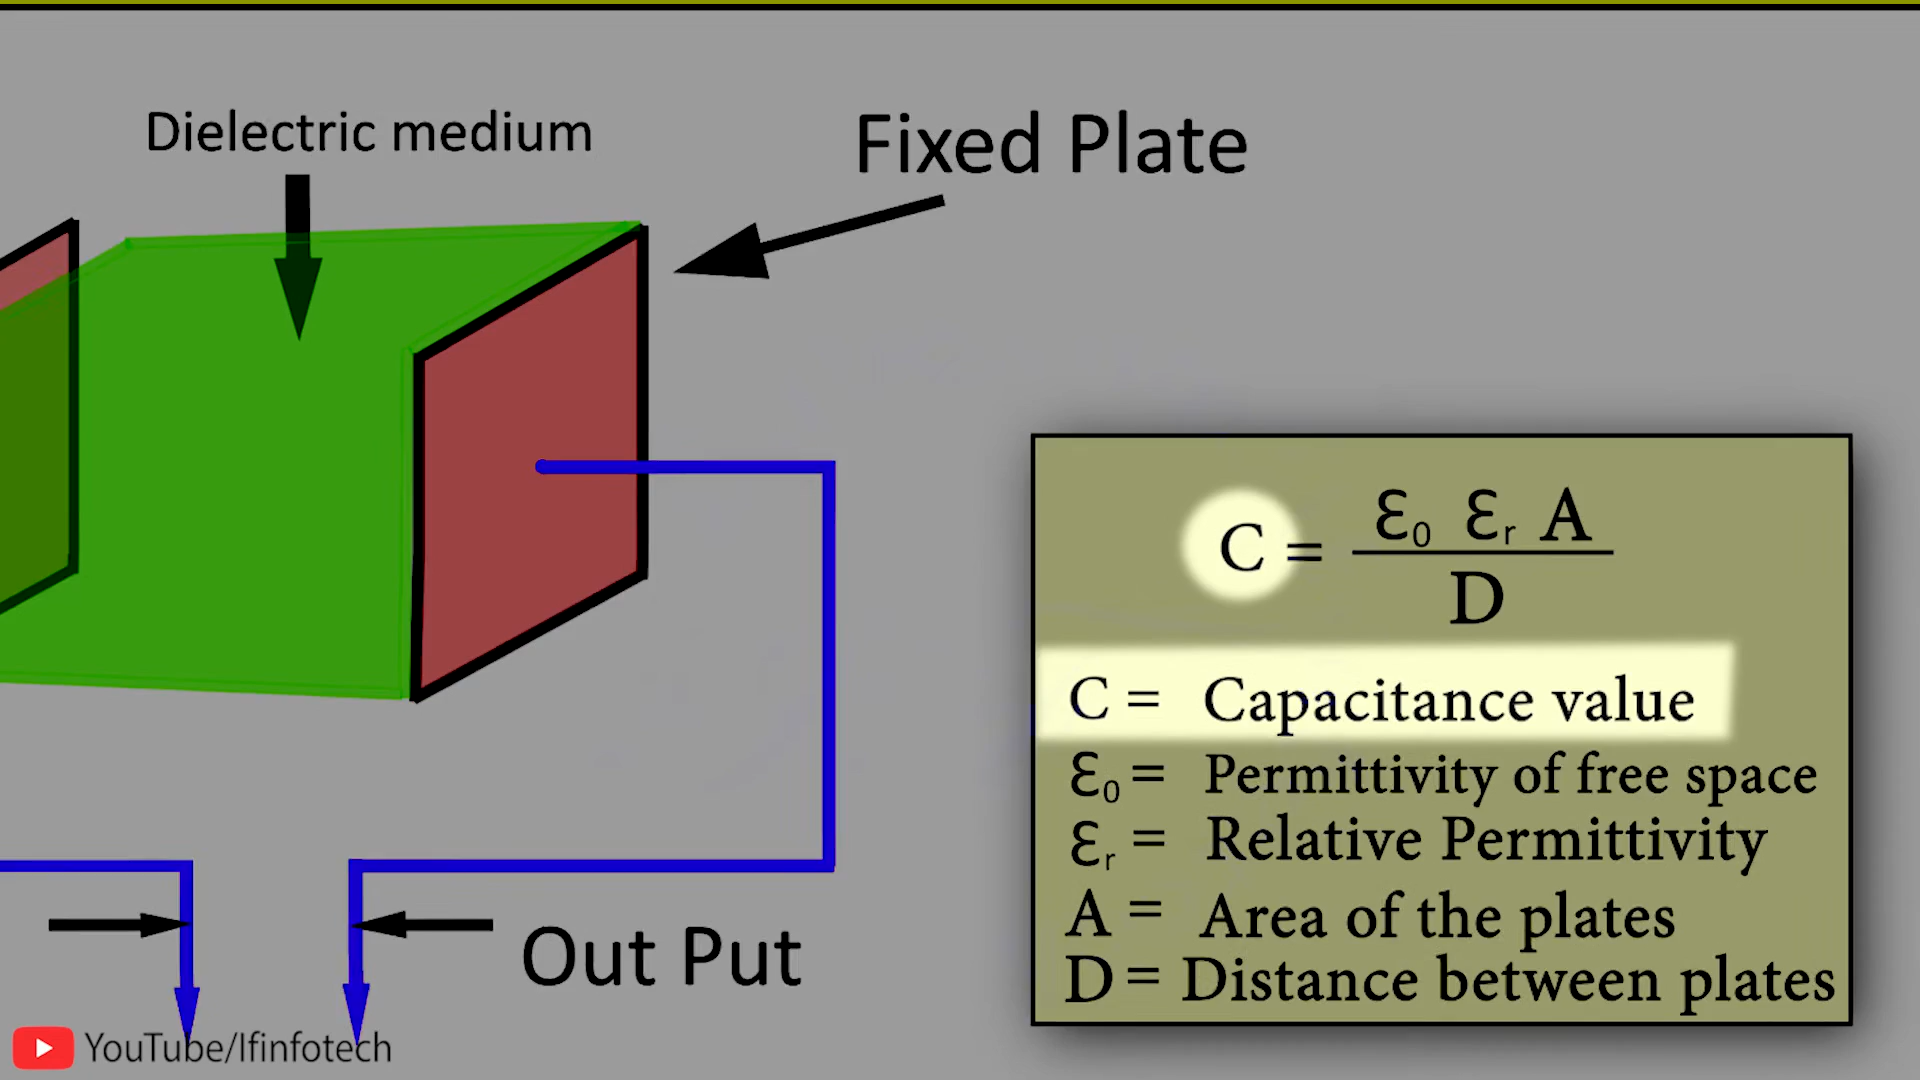 Dielectric medium
Fixed Plate
C = ε0 εr A / D
C = Capacitance value
ε0 = Permittivity of free space
εr = Relative Permittivity
A = Area of the plates
D = Distance between plates
Out Put
YouTube/lfinfotech